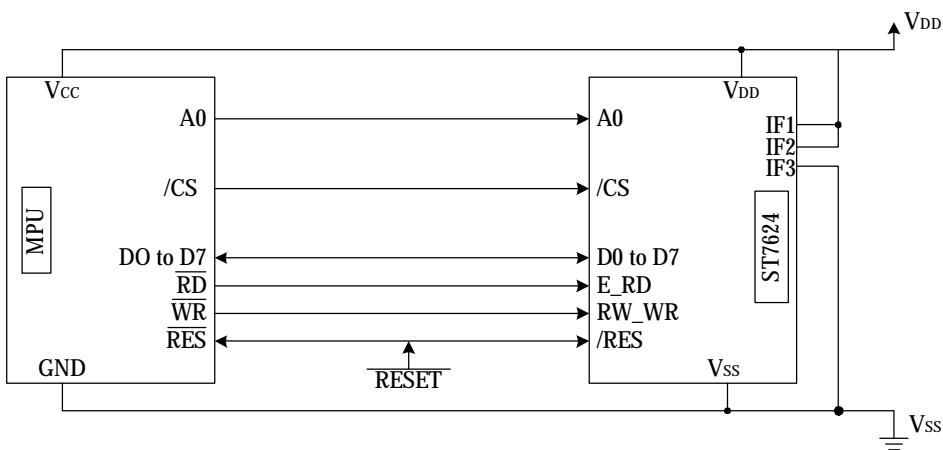 VDD
VCC
VDD
A0
A0
IF1
IF2
IF3
/CS
/CS
MPU
ST7624
DO to D7
D0 to D7
RD
E_RD
WR
RW_WR
RES
/RES
RESET
GND
VSS
VSS